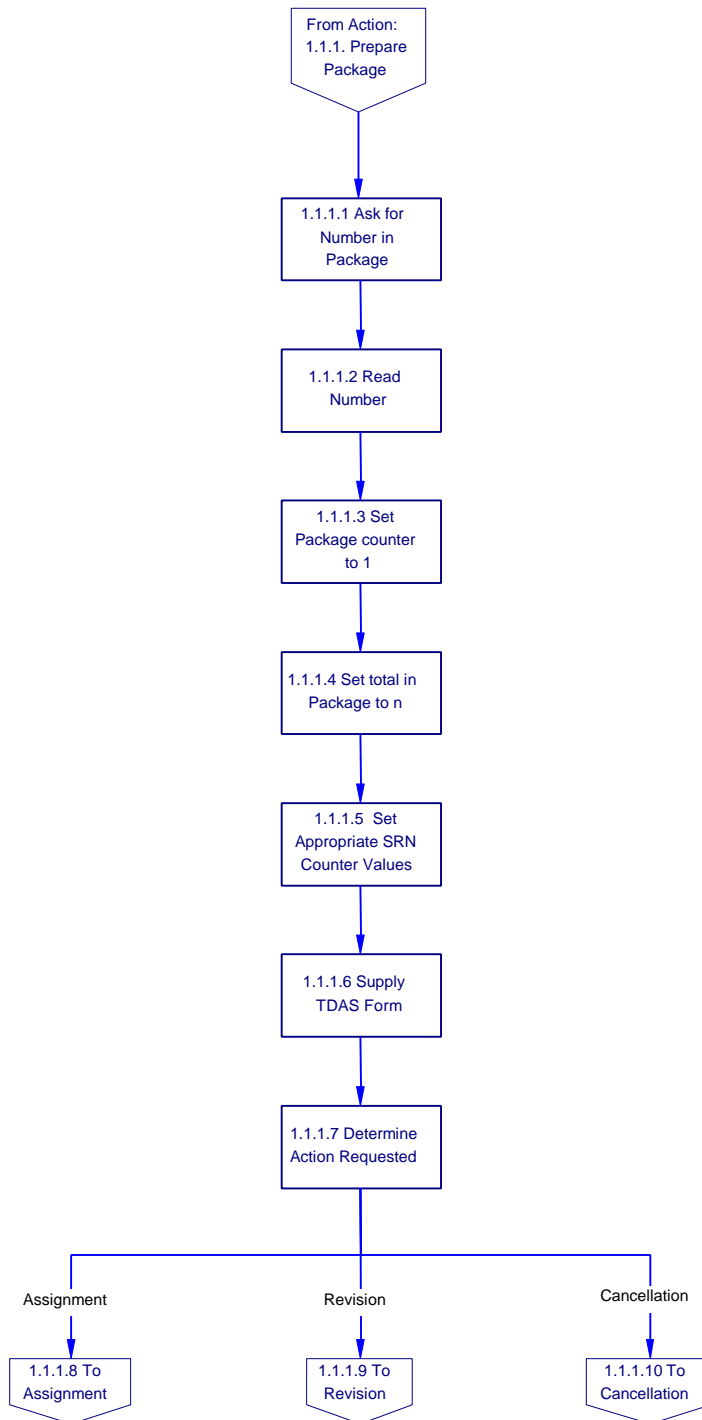 From Action:
1.1.1. Prepare
Package
1.1.1.1 Ask for
Number in
Package
1.1.1.2 Read
Number
1.1.1.3 Set
Package counter
to 1
1.1.1.4 Set total in
Package to n
1.1.1.5 Set
Appropriate SRN
Counter Values
1.1.1.6 Supply
TDAS Form
1.1.1.7 Determine
Action Requested
Assignment
Revision
Cancellation
1.1.1.8 To
Assignment
1.1.1.9 To
Revision
1.1.1.10 To
Cancellation